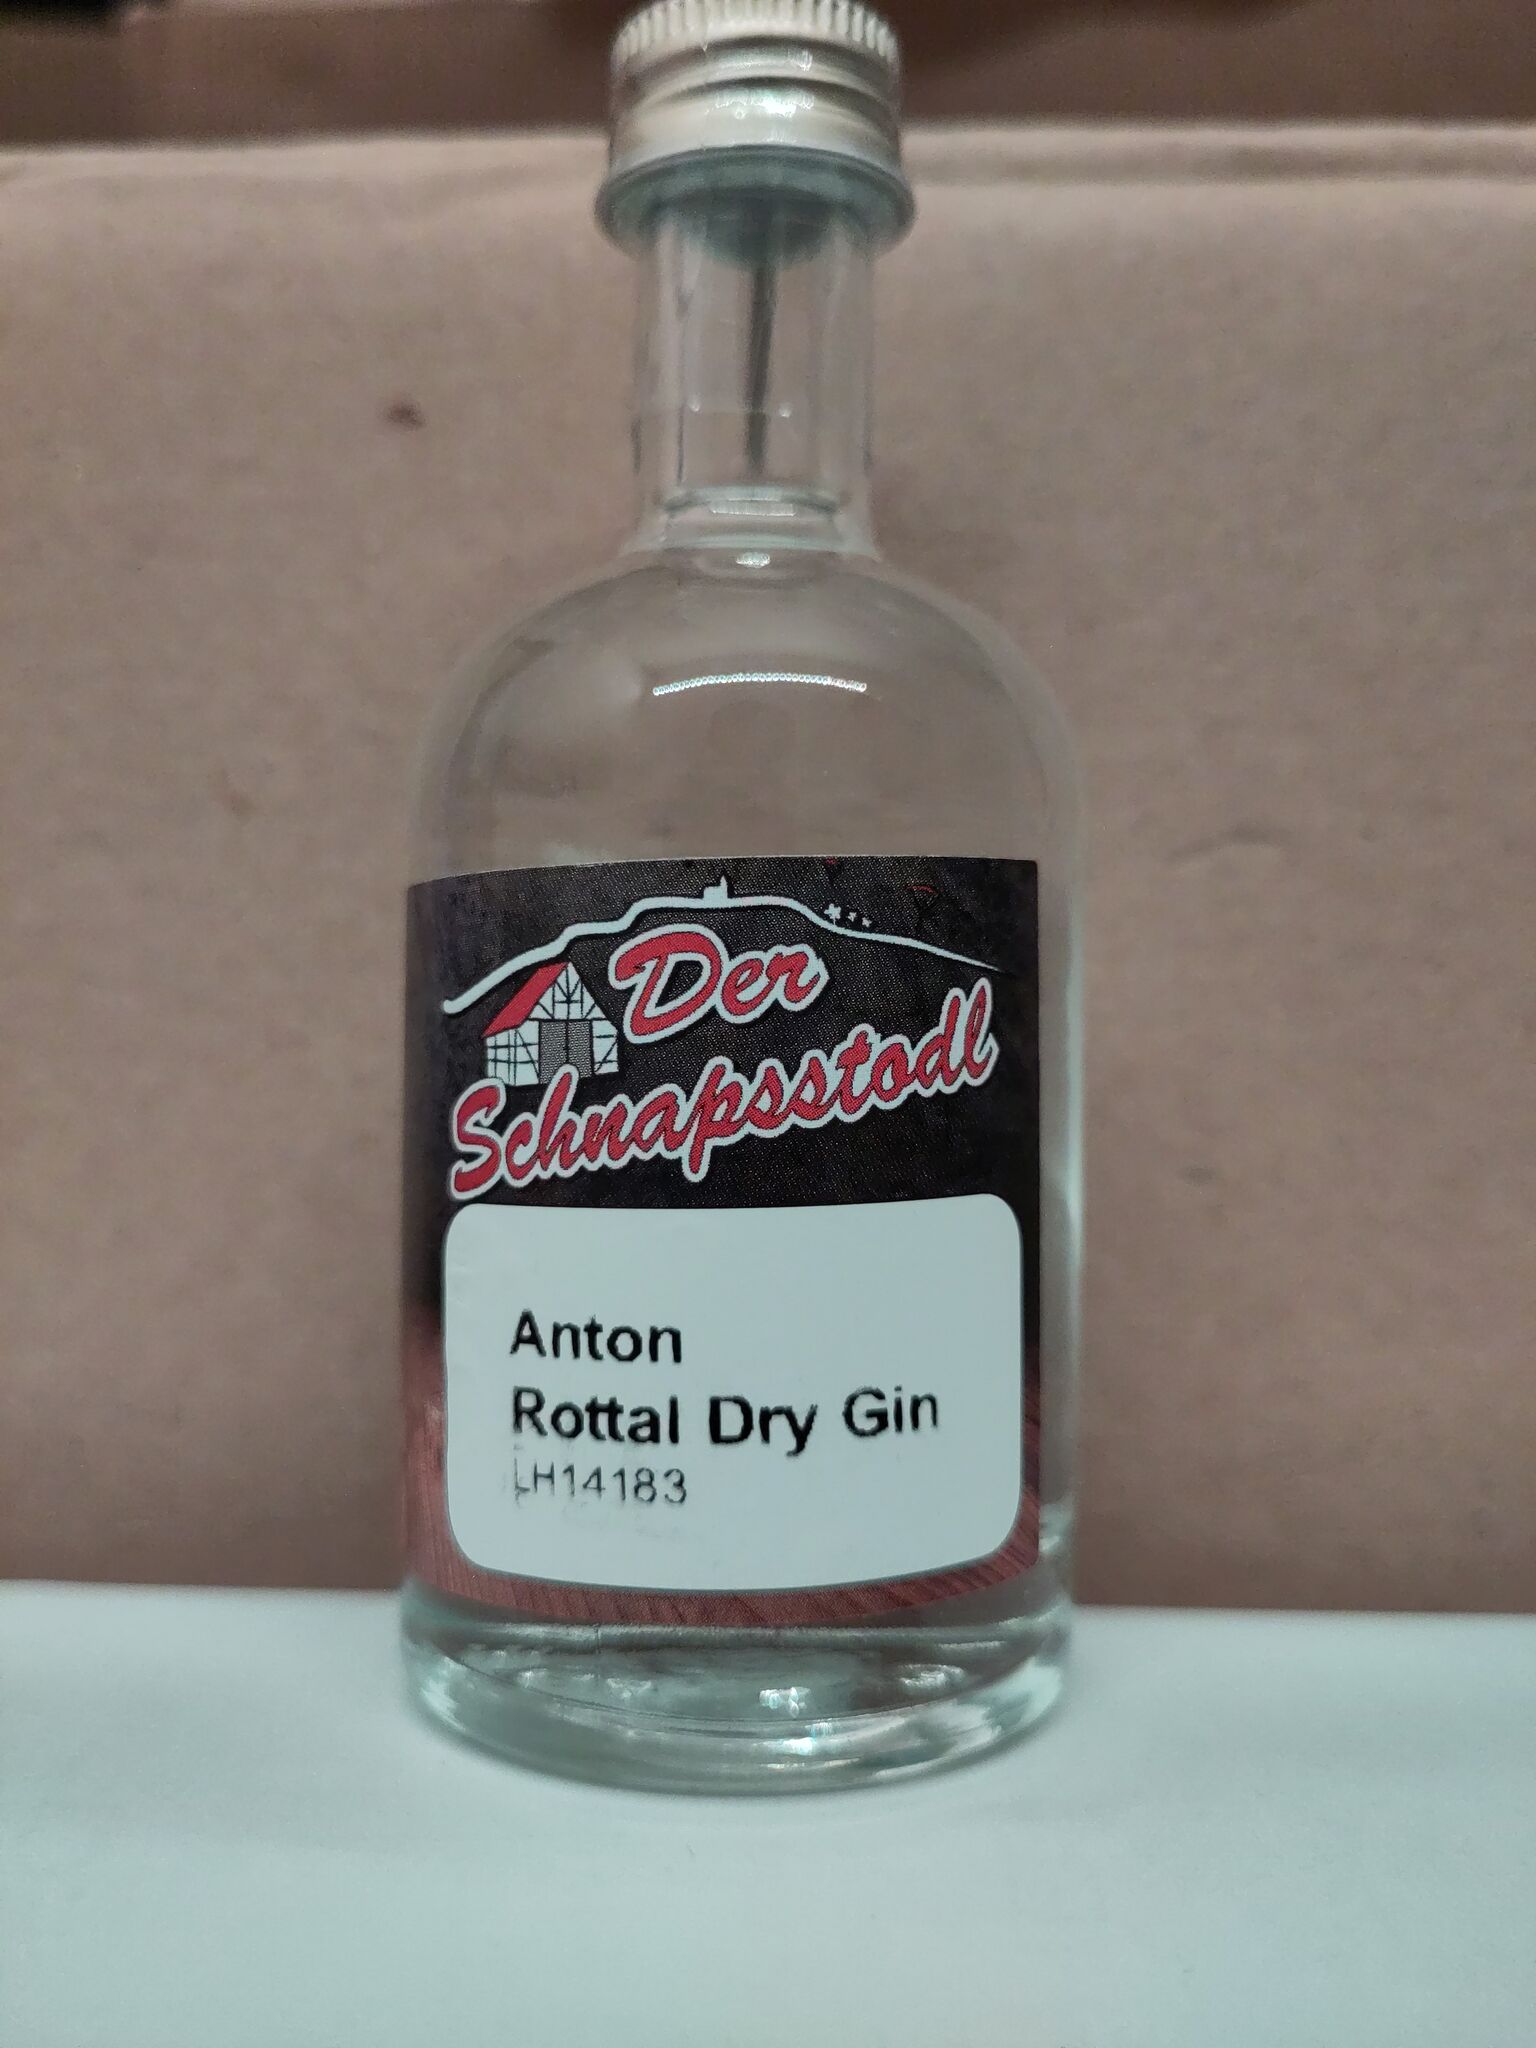 Der
Schnapsstodl
Anton
Rottal Dry Gin
LH14183